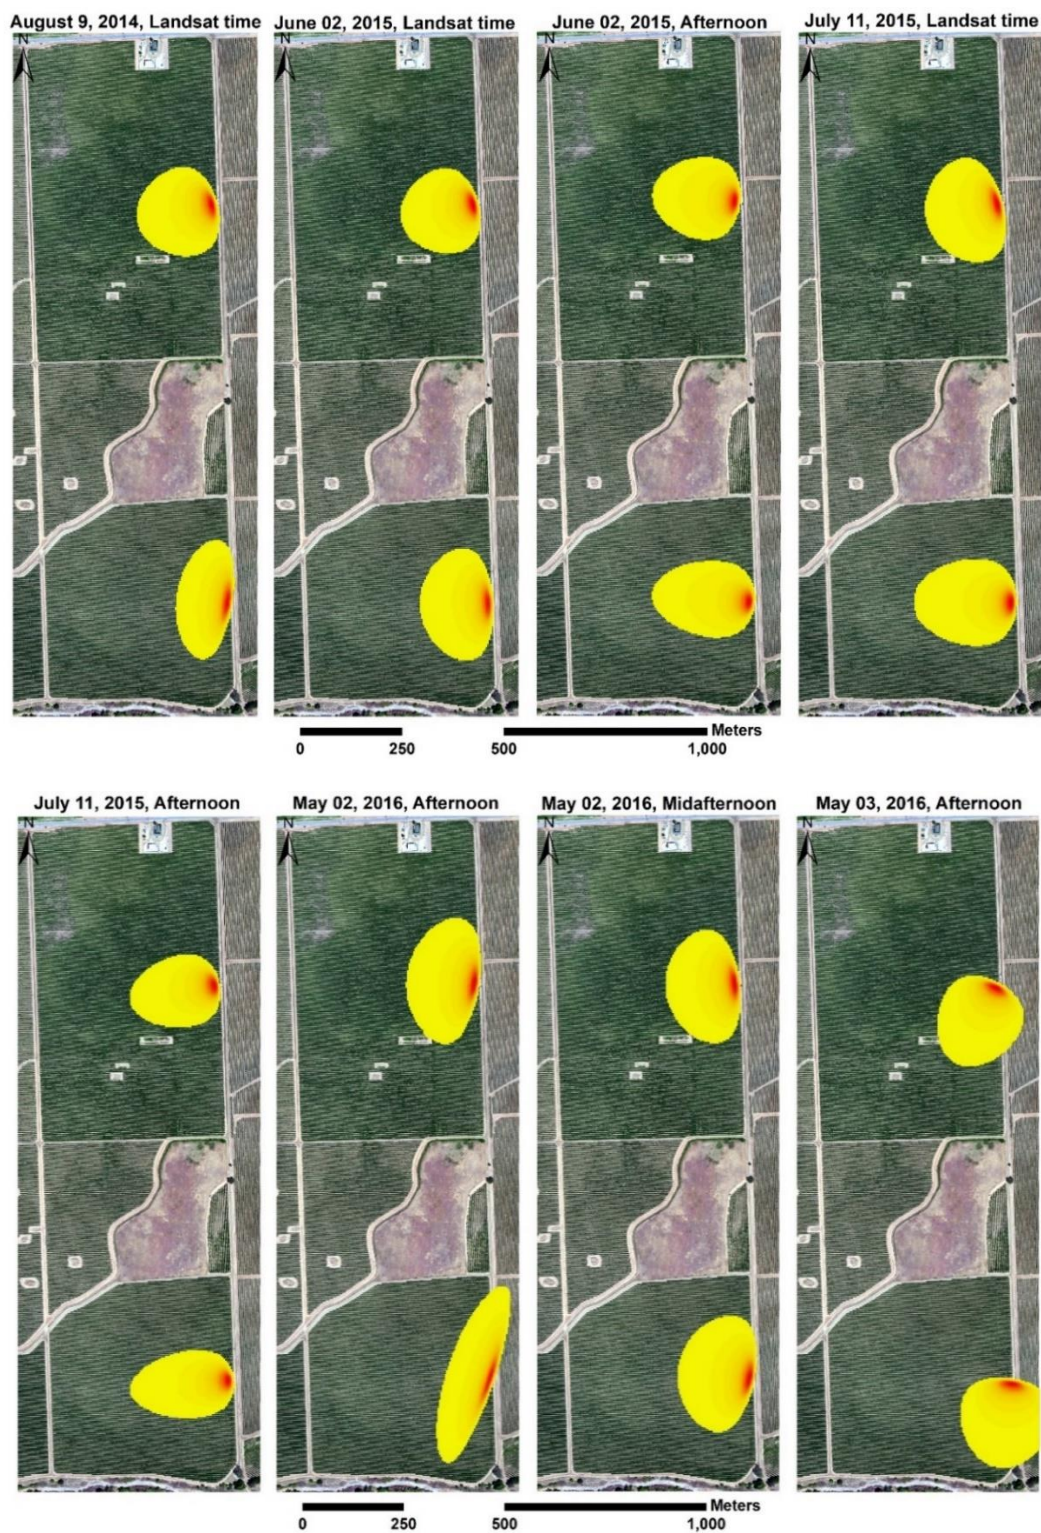 August 9, 2014, Landsat time
June 02, 2015, Landsat time
June 02, 2015, Afternoon
July 11, 2015, Landsat time
N
N
N
N
Meters
0
250
500
1,000
July 11, 2015, Afternoon
May 02, 2016, Afternoon
May 02, 2016, Midafternoon
May 03, 2016, Afternoon
N
N
N
N
Meters
0
250
500
1,000